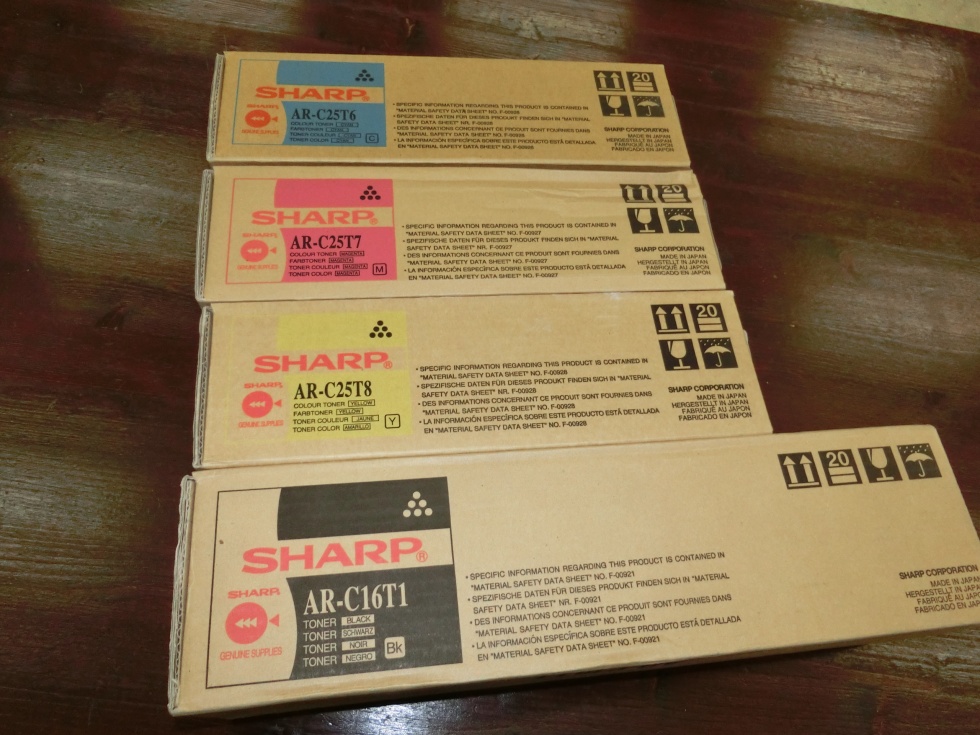 SHARP®
SHARP
GENUINE SUPPLIES
AR-C25T6
COLOUR TONER CYAN
FARBTONER CYAN
TONER COULEUR CYAN
TONER COLOR
C
• SPECIFIC INFORMATION REGARDING THIS PRODUCT IS CONTAINED IN
"MATERIAL SAFETY DATA SHEET" NO. F-00926
• SPEZIFISCHE DATEN FÜR DIESES PRODUKT FINDEN SICH IN "MATERIAL
SAFETY DATA SHEET" NR. F-00926
• DES INFORMATIONS CONCERNANT CE PRODUIT SONT FOURNIES DANS
"MATERIAL SAFETY DATA SHEET" NO. F-00926
• LA INFORMACIÓN ESPECÍFICA SOBRE ESTE PRODUCTO ESTÁ DETALLADA
EN "MATERIAL SAFETY DATA SHEET" NO. F-00926
20
SHARP CORPORATION
MADE IN JAPAN
HERGESTELLT IN JAPAN
FABRIQUÉ AU JAPON
FABRICADO EN JAPON
SHARP®
SHARP
GENUINE SUPPLIES
AR-C25T7
COLOUR TONER MAGENTA
FARBTONER MAGENTA
TONER COULEUR MAGENTA
TONER COLOR MAGENTA
M
• SPECIFIC INFORMATION REGARDING THIS PRODUCT IS CONTAINED IN
"MATERIAL SAFETY DATA SHEET" NO. F-00927
• SPEZIFISCHE DATEN FÜR DIESES PRODUKT FINDEN SICH IN "MATERIAL
SAFETY DATA SHEET" NR. F-00927
• DES INFORMATIONS CONCERNANT CE PRODUIT SONT FOURNIES DANS
"MATERIAL SAFETY DATA SHEET" NO. F-00927
• LA INFORMACIÓN ESPECÍFICA SOBRE ESTE PRODUCTO ESTÁ DETALLADA
EN "MATERIAL SAFETY DATA SHEET" NO. F-00927
20
SHARP CORPORATION
MADE IN JAPAN
HERGESTELLT IN JAPAN
FABRIQUÉ AU JAPON
FABRICADO EN JAPON
SHARP®
SHARP
GENUINE SUPPLIES
AR-C25T8
COLOUR TONER YELLOW
FARBTONER YELLOW
TONER COULEUR JAUNE
TONER COLOR AMARILLO
Y
• SPECIFIC INFORMATION REGARDING THIS PRODUCT IS CONTAINED IN
"MATERIAL SAFETY DATA SHEET" NO. F-00928
• SPEZIFISCHE DATEN FÜR DIESES PRODUKT FINDEN SICH IN "MATERIAL
SAFETY DATA SHEET" NR. F-00928
• DES INFORMATIONS CONCERNANT CE PRODUIT SONT FOURNIES DANS
"MATERIAL SAFETY DATA SHEET" NO. F-00928
• LA INFORMACIÓN ESPECÍFICA SOBRE ESTE PRODUCTO ESTÁ DETALLADA
EN "MATERIAL SAFETY DATA SHEET" NO. F-00928
20
SHARP CORPORATION
MADE IN JAPAN
HERGESTELLT IN JAPAN
FABRIQUÉ AU JAPON
FABRICADO EN JAPON
SHARP®
SHARP
GENUINE SUPPLIES
AR-C16T1
TONER BLACK
TONER SCHWARZ
TONER NOIR
TONER NEGRO
Bk
• SPECIFIC INFORMATION REGARDING THIS PRODUCT IS CONTAINED IN
"MATERIAL SAFETY DATA SHEET" NO. F-00921
• SPEZIFISCHE DATEN FÜR DIESES PRODUKT FINDEN SICH IN "MATERIAL
SAFETY DATA SHEET" NR. F-00921
• DES INFORMATIONS CONCERNANT CE PRODUIT SONT FOURNIES DANS
"MATERIAL SAFETY DATA SHEET" NO. F-00921
• LA INFORMACIÓN ESPECÍFICA SOBRE ESTE PRODUCTO ESTÁ DETALLADA
EN "MATERIAL SAFETY DATA SHEET" NO. F-00921
20
SHARP CORPORATION
MADE IN JAPA
HERGESTELLT IN JAPA
FABRIQUÉ AU JAPO
FABRICADO EN JAPO